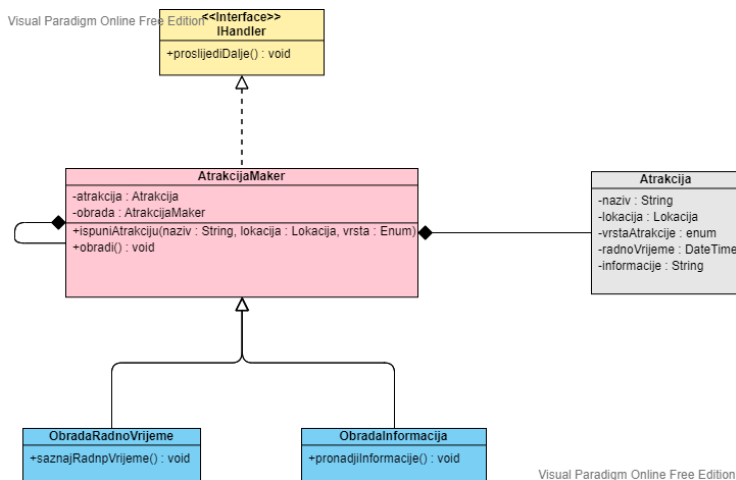 Visual Paradigm Online Free Edition
<<Interface>>
IHandler
+proslijediDalje() : void
AtrakcijaMaker
-atrakcija : Atrakcija
-obrada : AtrakcijaMaker
+ispuniAtrakciju(naziv : String, lokacija : Lokacija, vrsta : Enum)
+obradi() : void
Atrakcija
-naziv : String
-lokacija : Lokacija
-vrstaAtrakcije : enum
-radnoVrijeme : DateTime
-informacije : String
ObradaRadnoVrijeme
+saznajRadnpVrijeme() : void
ObradaInformacija
+pronadjiInformacije() : void
Visual Paradigm Online Free Edition